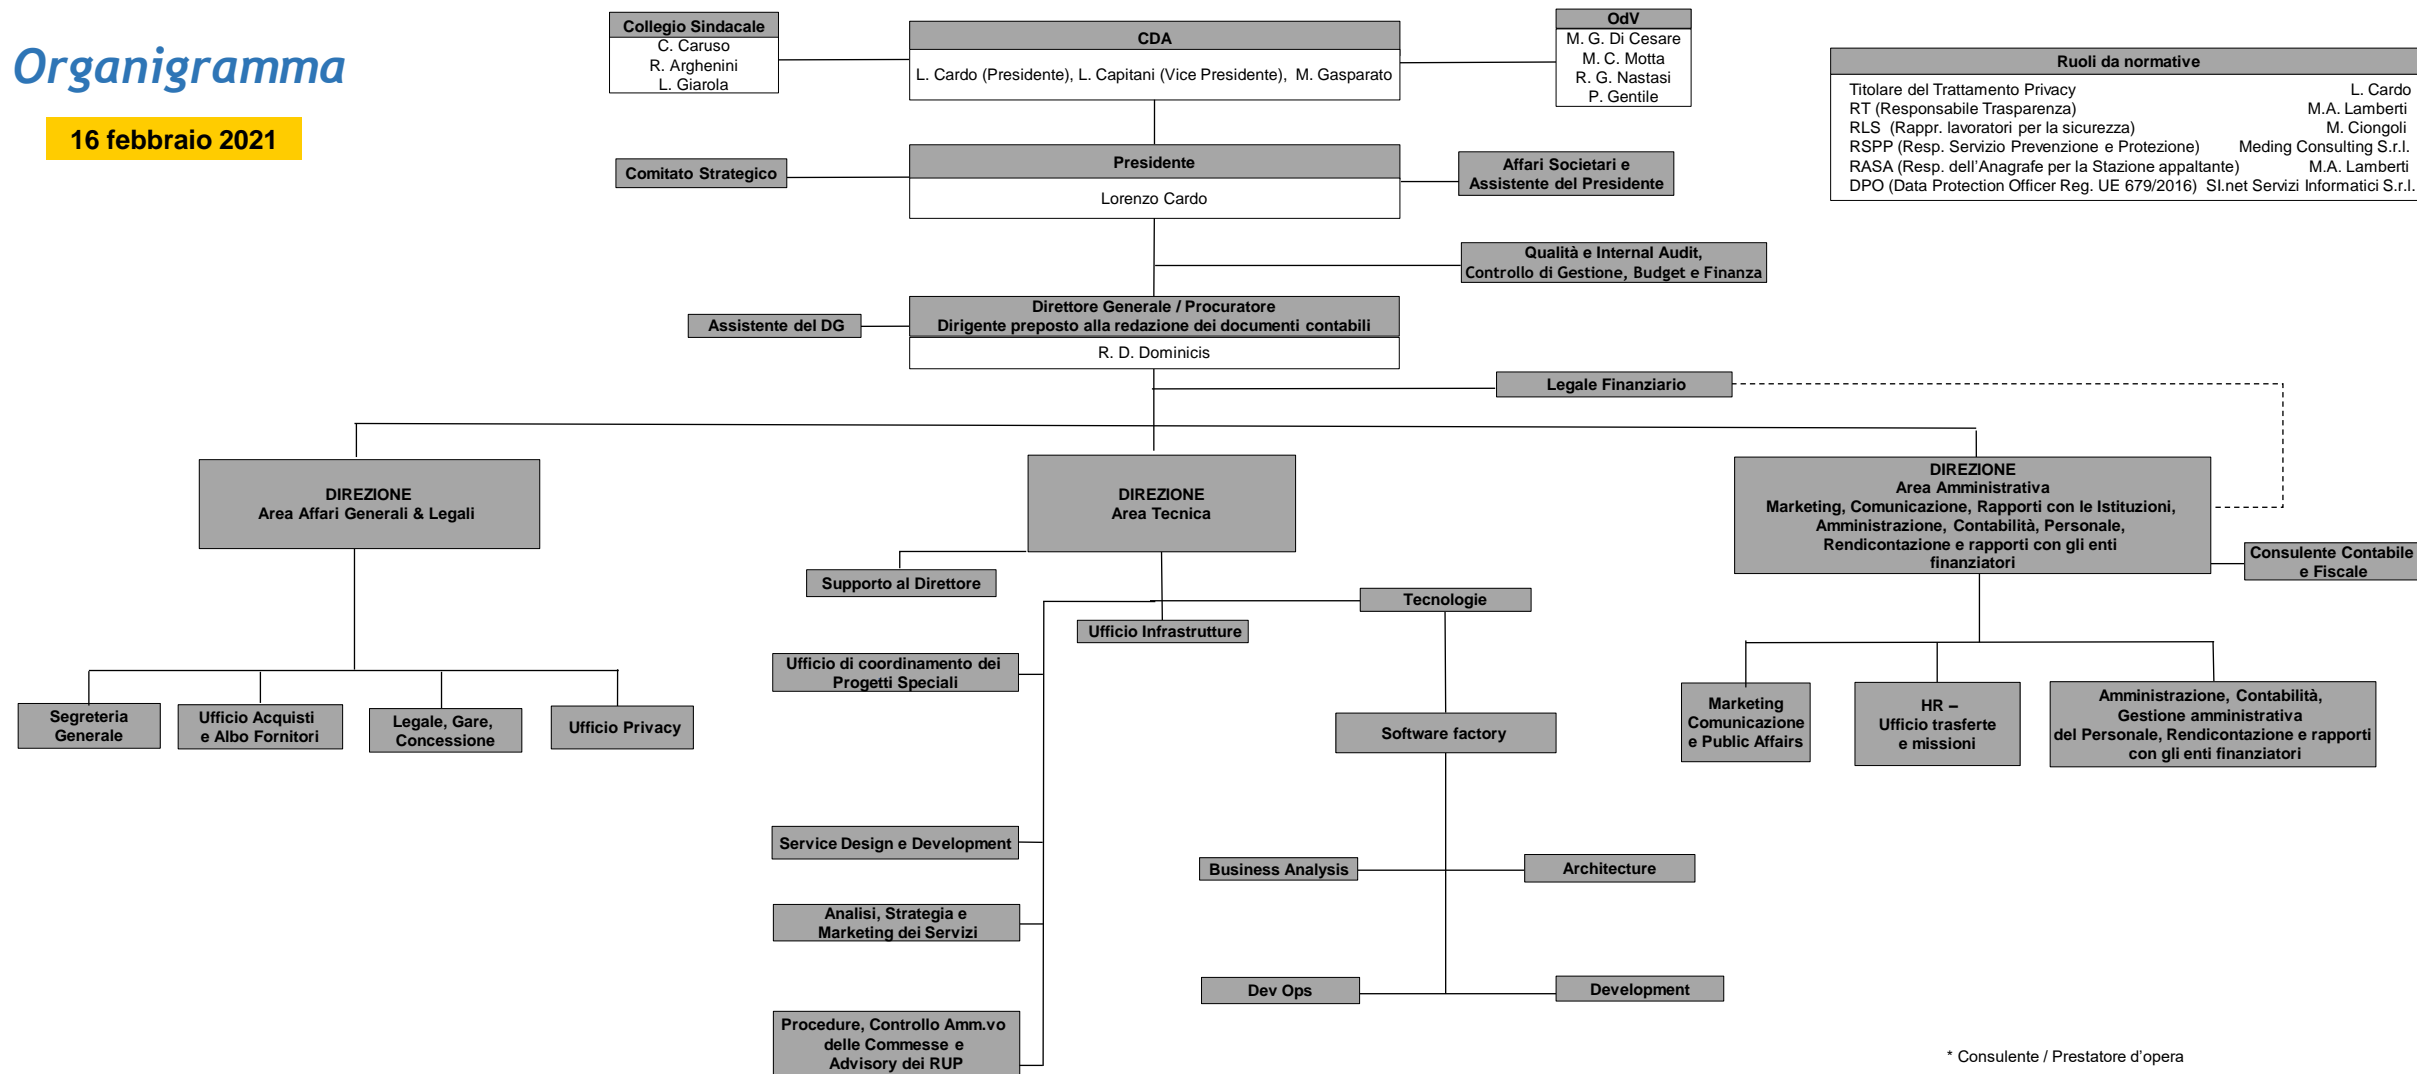 Organigramma
16 febbraio 2021
Collegio Sindacale
C. Caruso
R. Arghenini
L. Giarola
CDA
L. Cardo (Presidente), L. Capitani (Vice Presidente), M. Gasparato
OdV
M. G. Di Cesare
M. C. Motta
R. G. Nastasi
P. Gentile
Ruoli da normative
Titolare del Trattamento Privacy L. Cardo
RT (Responsabile Trasparenza) M.A. Lamberti
RLS (Rappr. lavoratori per la sicurezza) M. Ciongoli
RSPP (Resp. Servizio Prevenzione e Protezione) Meding Consulting S.r.l.
RASA (Resp. dell'Anagrafe per la Stazione appaltante) M.A. Lamberti
DPO (Data Protection Officer Reg. UE 679/2016) SI.net Servizi Informatici S.r.l.
Comitato Strategico
Presidente
Lorenzo Cardo
Affari Societari e
Assistente del Presidente
Qualità e Internal Audit,
Controllo di Gestione, Budget e Finanza
Assistente del DG
Direttore Generale / Procuratore
Dirigente preposto alla redazione dei documenti contabili
R. D. Dominicis
Legale Finanziario
DIREZIONE
Area Affari Generali & Legali
DIREZIONE
Area Tecnica
DIREZIONE
Area Amministrativa
Marketing, Comunicazione, Rapporti con le Istituzioni,
Amministrazione, Contabilità, Personale,
Rendicontazione e rapporti con gli enti
finanziatori
Consulente Contabile
e Fiscale
Supporto al Direttore
Tecnologie
Ufficio Infrastrutture
Ufficio di coordinamento dei
Progetti Speciali
Segreteria
Generale
Ufficio Acquisti
e Albo Fornitori
Legale, Gare,
Concessione
Ufficio Privacy
Software factory
Marketing
Comunicazione
e Public Affairs
HR –
Ufficio trasferte
e missioni
Amministrazione, Contabilità,
Gestione amministrativa
del Personale, Rendicontazione e rapporti
con gli enti finanziatori
Service Design e Development
Business Analysis
Architecture
Analisi, Strategia e
Marketing dei Servizi
Dev Ops
Development
Procedure, Controllo Amm.vo
delle Commesse e
Advisory dei RUP
* Consulente / Prestatore d'opera